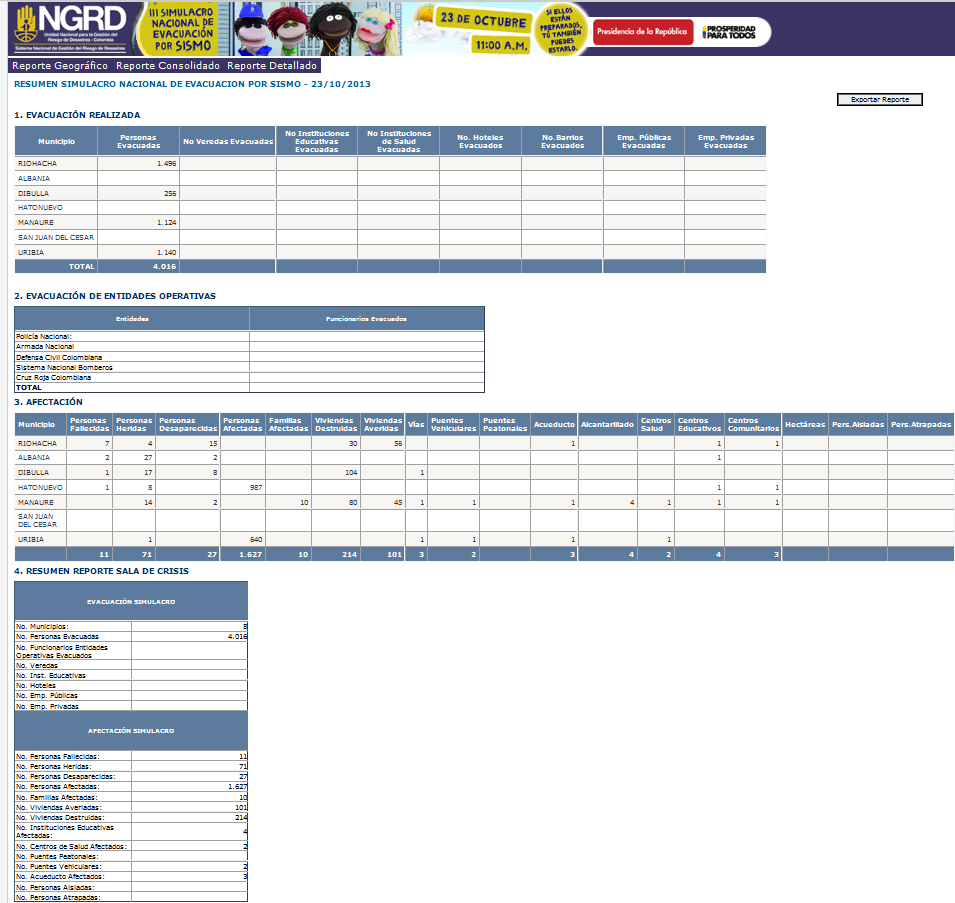 NGRD
Unidad Nacional para la Gestión del Riesgo de Desastres - Colombia
Sistema Nacional de Gestión del Riesgo de Desastres
III SIMULACRO
NACIONAL DE
EVACUACIÓN
POR SISMO
23 DE OCTUBRE
11:00 A.M.
SI ELLOS
ESTÁN
PREPARADOS,
TÚ TAMBIÉN
PUEDES
ESTARLO.
Presidencia de la República
PROSPERIDAD
PARA TODOS
Reporte Geográfico Reporte Consolidado Reporte Detallado
RESUMEN SIMULACRO NACIONAL DE EVACUACION POR SISMO - 23/10/2013
Exportar Reporte
1. EVACUACIÓN REALIZADA
Municipio Personas Evacuadas No Veredas Evacuadas No Instituciones Educativas Evacuadas No Instituciones de Salud Evacuadas No. Hoteles Evacuados No.Barrios Evacuados Emp. Públicas Evacuadas Emp. Privadas Evacuadas
RIOHACHA 1.496
ALBANIA
DIBULLA 256
HATONUEVO
MANAURE 1.124
SAN JUAN DEL CESAR
URIBIA 1.140
TOTAL 4.016
2. EVACUACIÓN DE ENTIDADES OPERATIVAS
Entidades Funcionarios Evacuados
Policía Nacional:
Armada Nacional
Defensa Civil Colombiana
Sistema Nacional Bomberos
Cruz Roja Colombiana
TOTAL
3. AFECTACIÓN
Municipio Personas Fallecidas Personas Heridas Personas Desaparecidas Personas Afectadas Familias Afectadas Viviendas Destruidas Viviendas Averidas Vías Puentes Vehiculares Puentes Peatonales Acueducto Alcantarillado Centros Salud Centros Educativos Centros Comunitarios Hectáreas Pers.Aisladas Pers.Atrapadas
RIOHACHA 7 4 15 30 56 1 1 1
ALBANIA 2 27 2 1
DIBULLA 1 17 8 104 1
HATONUEVO 1 8 987 1 1
MANAURE 14 2 10 80 45 1 1 1 4 1 1 1
SAN JUAN
DEL CESAR
URIBIA 1 640 1 1 1 1
11 71 27 1.627 10 214 101 3 2 3 4 2 4 3
4. RESUMEN REPORTE SALA DE CRISIS
EVACUACIÓN SIMULACRO
No. Municipios: 8
No. Personas Evacuadas 4.016
No. Funcionarios Entidades
Operativas Evacuados
No. Veredas
No. Inst. Educativas
No. Hoteles
No. Emp. Públicas
No. Emp. Privadas
AFECTACIÓN SIMULACRO
No. Personas Fallecidas: 11
No. Personas Heridas: 71
No. Personas Desaparecidas: 27
No. Personas Afectadas: 1.627
No. Familias Afectadas: 10
No. Viviendas Averiadas: 101
No. Viviendas Destruidas: 214
No. Instituciones Educativas
Afectadas: 4
No. Centros de Salud Afectados: 2
No. Puentes Peatonales:
No. Puentes Vehiculares: 2
No. Acueducto Afectados: 3
No. Personas Aisladas:
No. Personas Atrapadas: